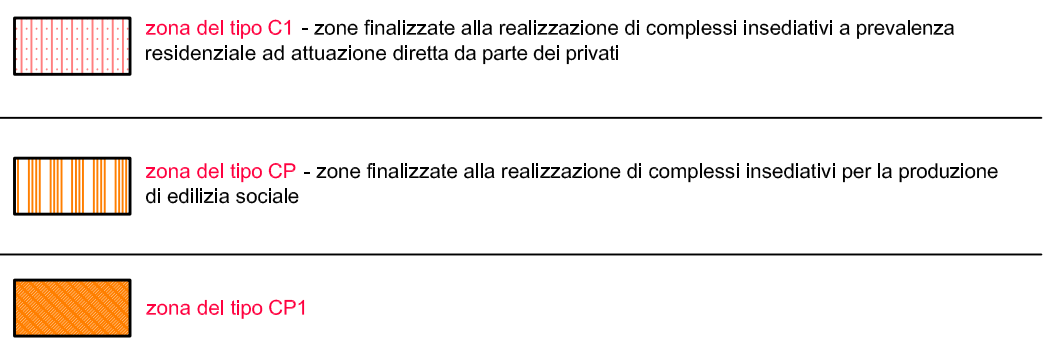 zona del tipo C1 - zone finalizzate alla realizzazione di complessi insediativi a prevalenza
residenziale ad attuazione diretta da parte dei privati
zona del tipo CP - zone finalizzate alla realizzazione di complessi insediativi per la produzione
di edilizia sociale
zona del tipo CP1